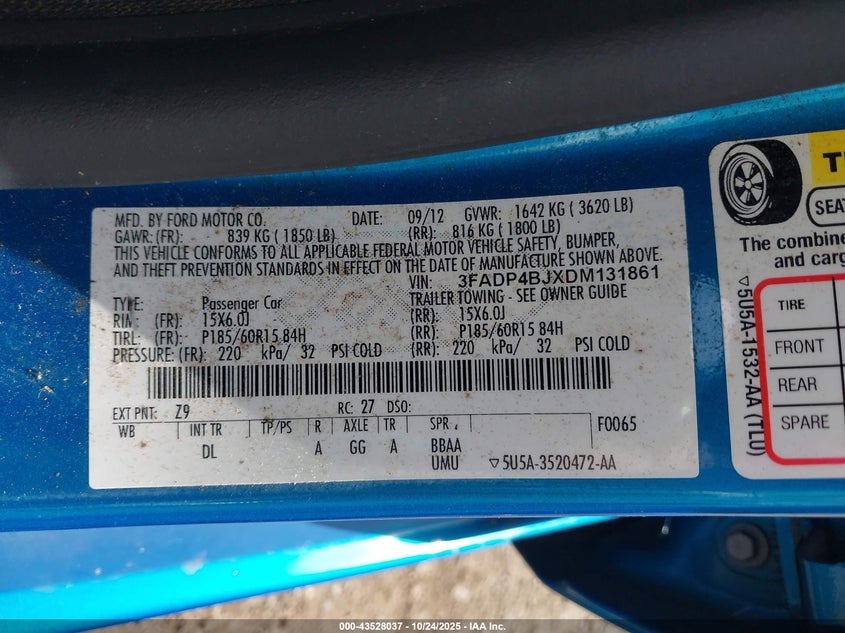 MFD. BY FORD MOTOR CO. DATE: 09/12 GVWR: 1642 KG ( 3620 LB)
GAWR: (FR): 839 KG ( 1850 LB) (RR): 816 KG ( 1800 LB)
THIS VEHICLE CONFORMS TO ALL APPLICABLE FEDERAL MOTOR VEHICLE SAFETY, BUMPER,
AND THEFT PREVENTION STANDARDS IN EFFECT ON THE DATE OF MANUFACTURE SHOWN ABOVE.
VIN: 3FADP4BJXDM131861
TYPE: Passenger Car TRAILER TOWING - SEE OWNER GUIDE
RIM (FR): 15X6.0J (RR): 15X6.0J
TIRE (FR): P185/60R15 84H (RR): P185/60R15 84H
PRESSURE: (FR): 220 kPa/ 32 PSI COLD (RR): 220 kPa/ 32 PSI COLD
EXT PNT: Z9 RC: 27 DSO:
WB INT TR TP/PS R AXLE TR SPR F0065
DL A GG A BBAA
UMU ▽5U5A-3520472-AA
SEAT
The combine
and carg
TIRE
FRONT
REAR
SPARE
▽5U5A-1532-AA (TLU)
000-43528037 - 10/24/2025 - IAA Inc.